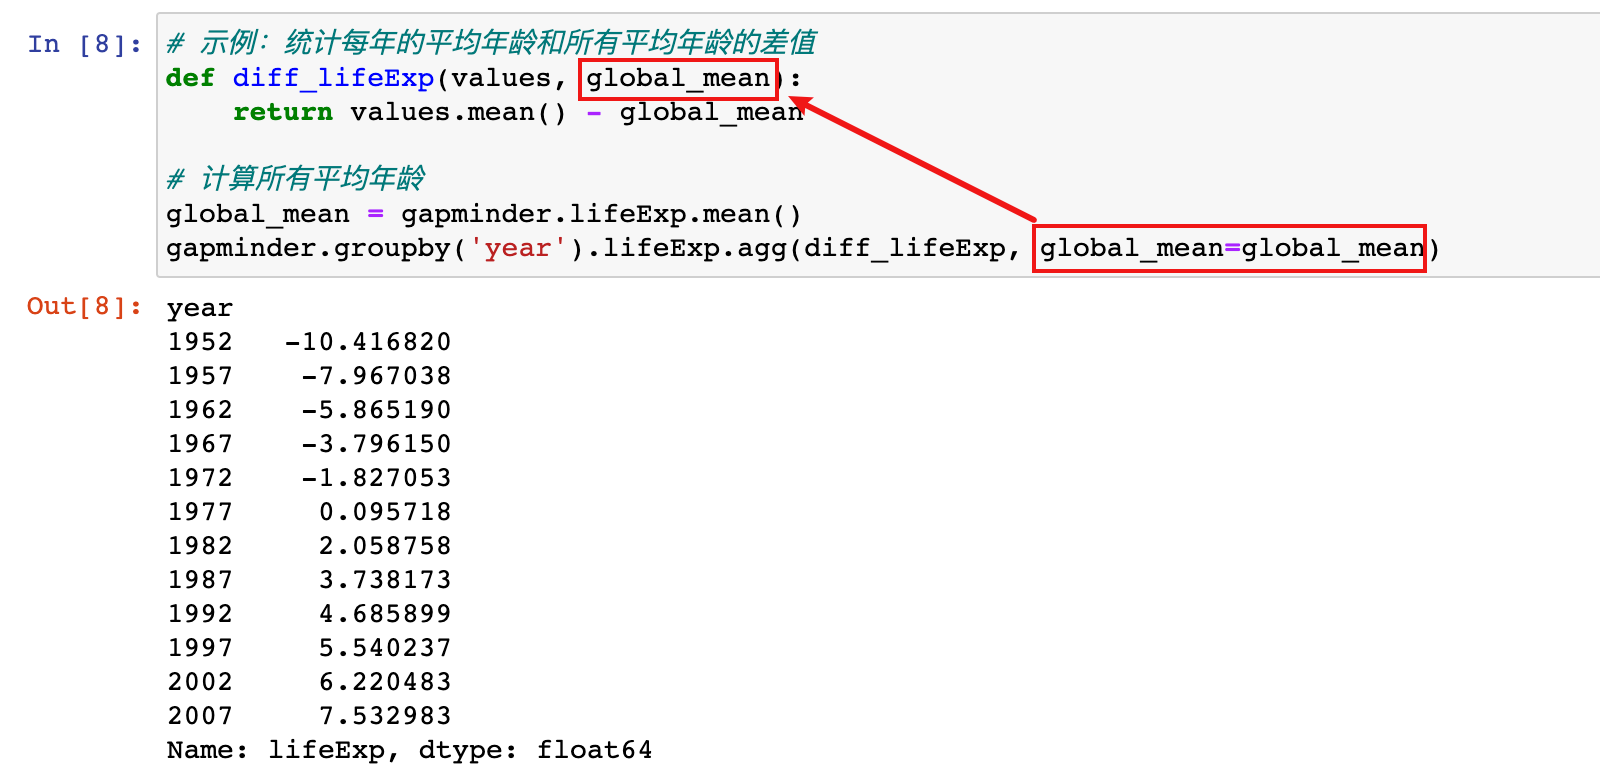 In [8]:
# 示例：统计每年的平均年龄和所有平均年龄的差值
def diff_lifeExp(values, global_mean):
    return values.mean() - global_mean
# 计算所有平均年龄
global_mean = gapminder.lifeExp.mean()
gapminder.groupby('year').lifeExp.agg(diff_lifeExp, global_mean=global_mean)
Out[8]:
year
1952   -10.416820
1957    -7.967038
1962    -5.865190
1967    -3.796150
1972    -1.827053
1977     0.095718
1982     2.058758
1987     3.738173
1992     4.685899
1997     5.540237
2002     6.220483
2007     7.532983
Name: lifeExp, dtype: float64